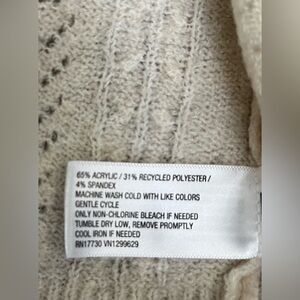 65% ACRYLIC / 31% RECYCLED POLYESTER /
4% SPANDEX
MACHINE WASH COLD WITH LIKE COLORS
GENTLE CYCLE
ONLY NON-CHLORINE BLEACH IF NEEDED
TUMBLE DRY LOW, REMOVE PROMPTLY
COOL IRON IF NEEDED
RN17730 VN1299629